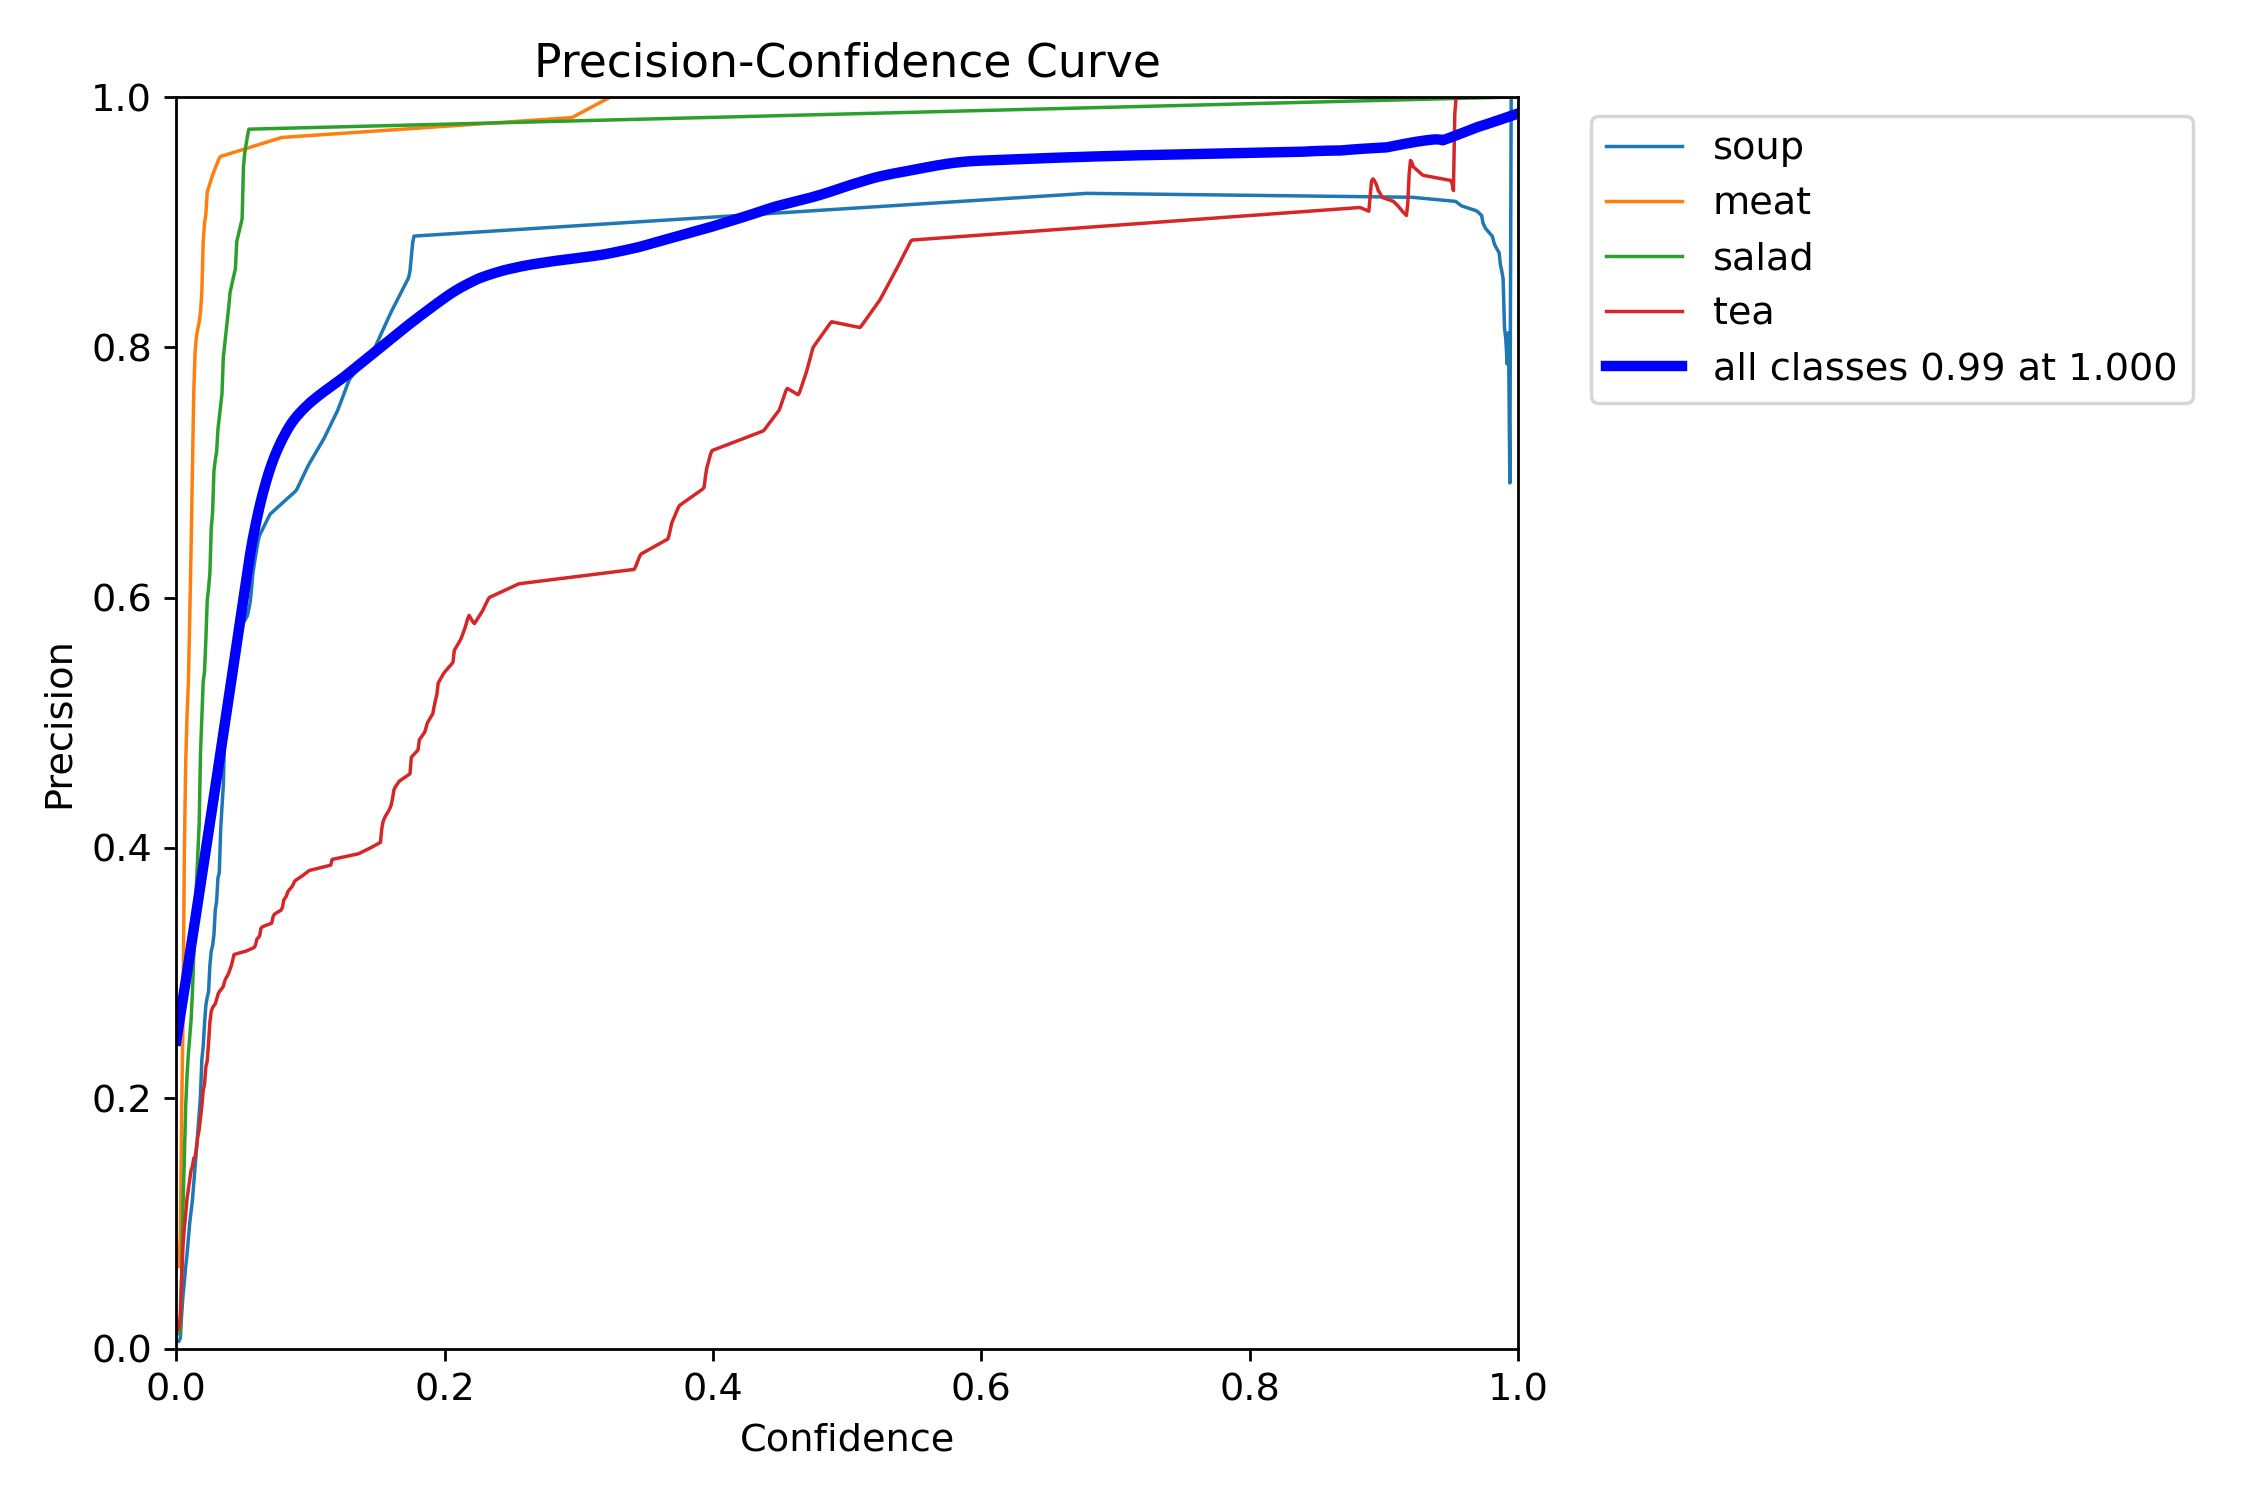 Precision-Confidence Curve
1.0
0.8
0.6
0.4
0.2
0.0
Precision
0.0 0.2 0.4 0.6 0.8 1.0
Confidence
soup
meat
salad
tea
all classes 0.99 at 1.000